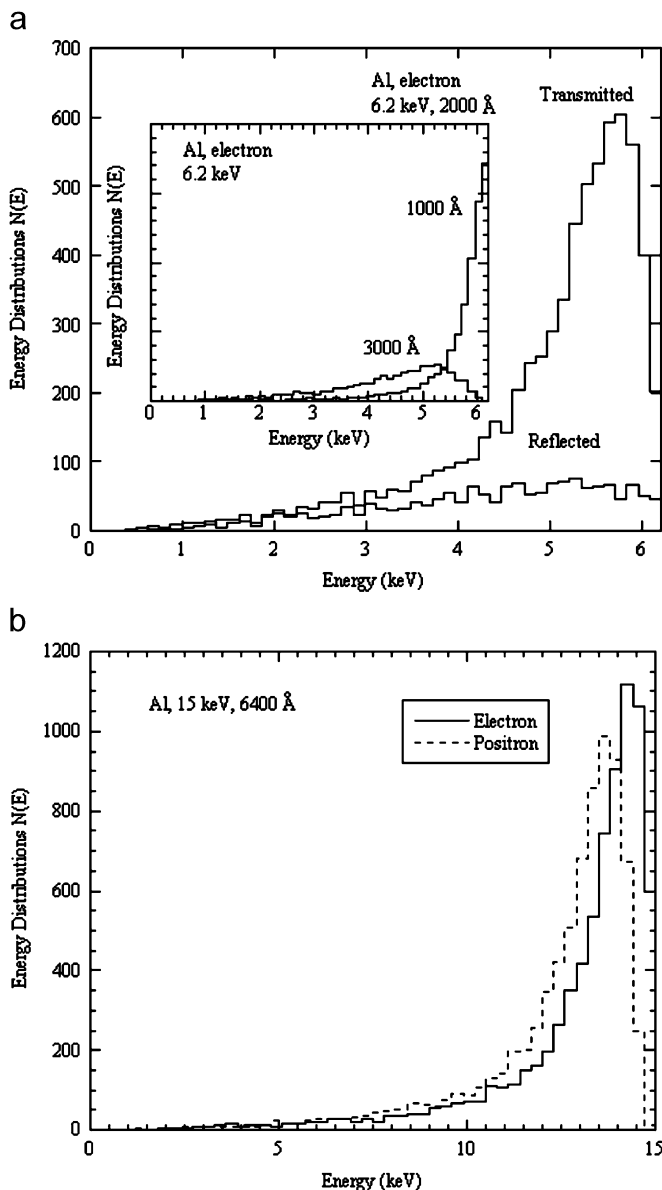 a
700
600
500
400
300
200
100
0
Energy Distributions N(E)
Al, electron
6.2 keV, 2000 Å
Transmitted
Reflected
Energy Distributions N(E)
Al, electron
6.2 keV
1000 Å
3000 Å
0 1 2 3 4 5 6
Energy (keV)
0 1 2 3 4 5 6
Energy (keV)
b
1200
1000
800
600
400
200
0
Energy Distributions N(E)
Al, 15 keV, 6400 Å
Electron
Positron
0 5 10 15
Energy (keV)